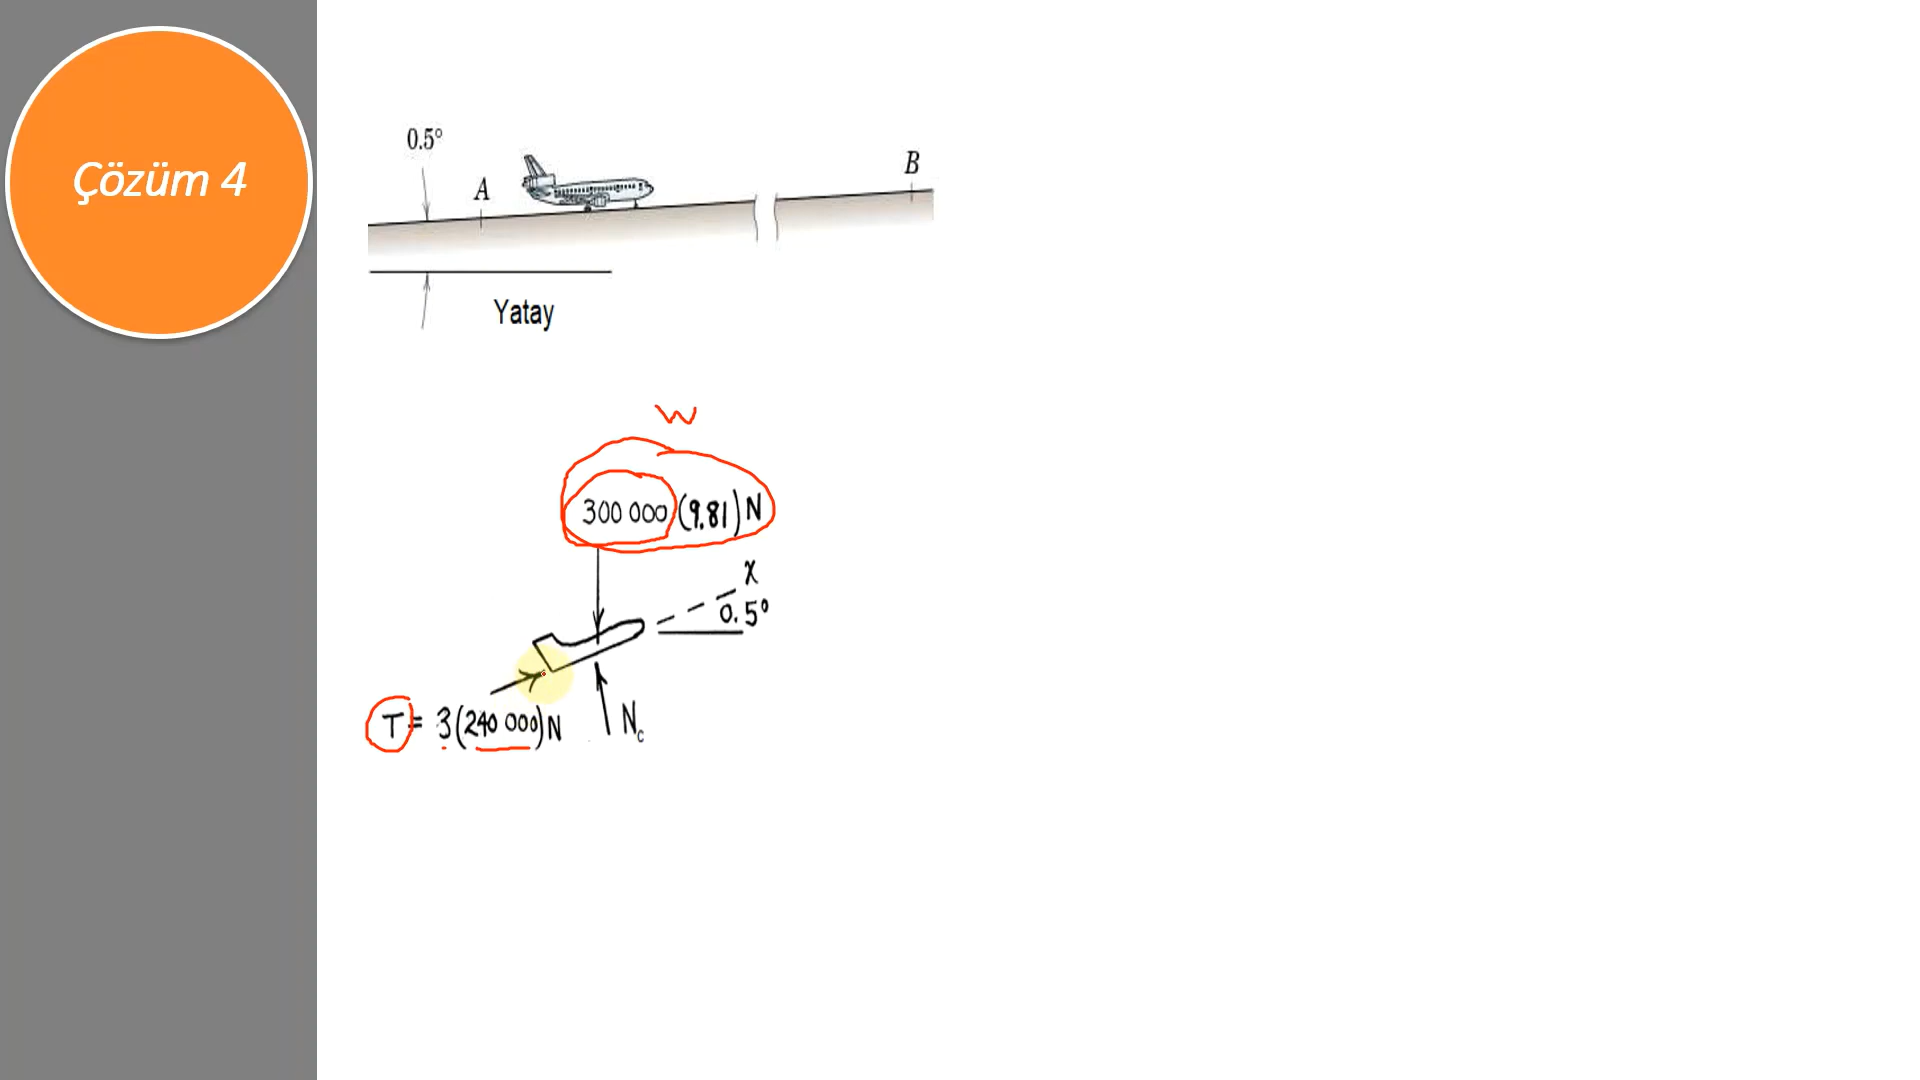 Çözüm 4
0.5°
A
B
Yatay
W
300 000 (9.81) N
x
0.5°
T = 3(240 000) N
N_c